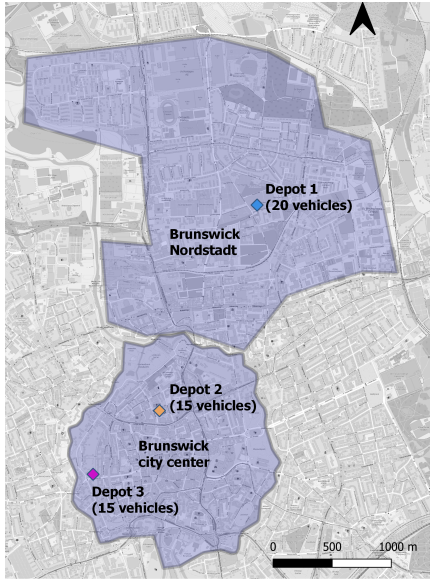 Depot 1
(20 vehicles)
Brunswick
Nordstadt
Depot 2
(15 vehicles)
Brunswick
city center
Depot 3
(15 vehicles)
0 500 1000 m